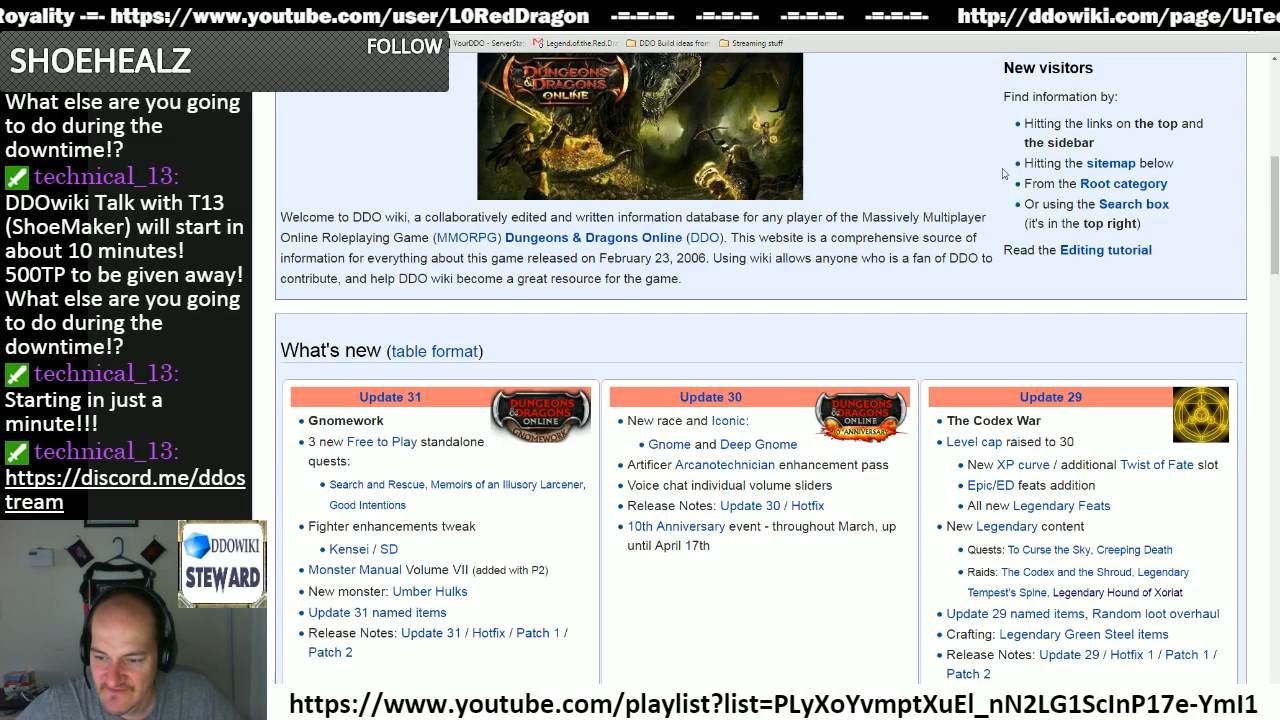 Royality -=- https://www.youtube.com/user/L0RedDragon -=-=-=- -=-=-=- -=-=-=- http://ddowiki.com/page/U:Tec
SHOEHEALZ
FOLLOW
What else are you going
to do during the
downtime!?
technical_13:
DDOwiki Talk with T13
(ShoeMaker) will start in
about 10 minutes!
500TP to be given away!
What else are you going
to do during the
downtime!?
technical_13:
Starting in just a
minute!!!
technical_13:
https://discord.me/ddos
tream
DDOWIKI
STEWARD
YourDDO - ServerSta
Legend.of.the.Red.Dra
DDO Build ideas from
Streaming stuff
DUNGEONS
& DRAGONS
ONLINE
Welcome to DDO wiki, a collaboratively edited and written information database for any player of the Massively Multiplayer
Online Roleplaying Game (MMORPG) Dungeons & Dragons Online (DDO). This website is a comprehensive source of
information for everything about this game released on February 23, 2006. Using wiki allows anyone who is a fan of DDO to
contribute, and help DDO wiki become a great resource for the game.
New visitors
Find information by:
• Hitting the links on the top and
the sidebar
• Hitting the sitemap below
• From the Root category
• Or using the Search box
(it's in the top right)
Read the Editing tutorial
What's new (table format)
Update 31
DUNGEONS
& DRAGONS
ONLINE
GNOMEWORK
• Gnomework
• 3 new Free to Play standalone
quests:
• Search and Rescue, Memoirs of an Illusory Larcener,
Good Intentions
• Fighter enhancements tweak
• Kensei / SD
• Monster Manual Volume VII (added with P2)
• New monster: Umber Hulks
• Update 31 named items
• Release Notes: Update 31 / Hotfix / Patch 1 /
Patch 2
Update 30
DUNGEONS
& DRAGONS
ONLINE
ANNIVERSARY
• New race and Iconic:
• Gnome and Deep Gnome
• Artificer Arcanotechnician enhancement pass
• Voice chat individual volume sliders
• Release Notes: Update 30 / Hotfix
• 10th Anniversary event - throughout March, up
until April 17th
Update 29
• The Codex War
• Level cap raised to 30
• New XP curve / additional Twist of Fate slot
• Epic/ED feats addition
• All new Legendary Feats
• New Legendary content
• Quests: To Curse the Sky, Creeping Death
• Raids: The Codex and the Shroud, Legendary
Tempest's Spine, Legendary Hound of Xoriat
• Update 29 named items, Random loot overhaul
• Crafting: Legendary Green Steel items
• Release Notes: Update 29 / Hotfix 1 / Patch 1 /
Patch 2
https://www.youtube.com/playlist?list=PLyXoYvmptXuEl_nN2LG1ScInP17e-YmI1